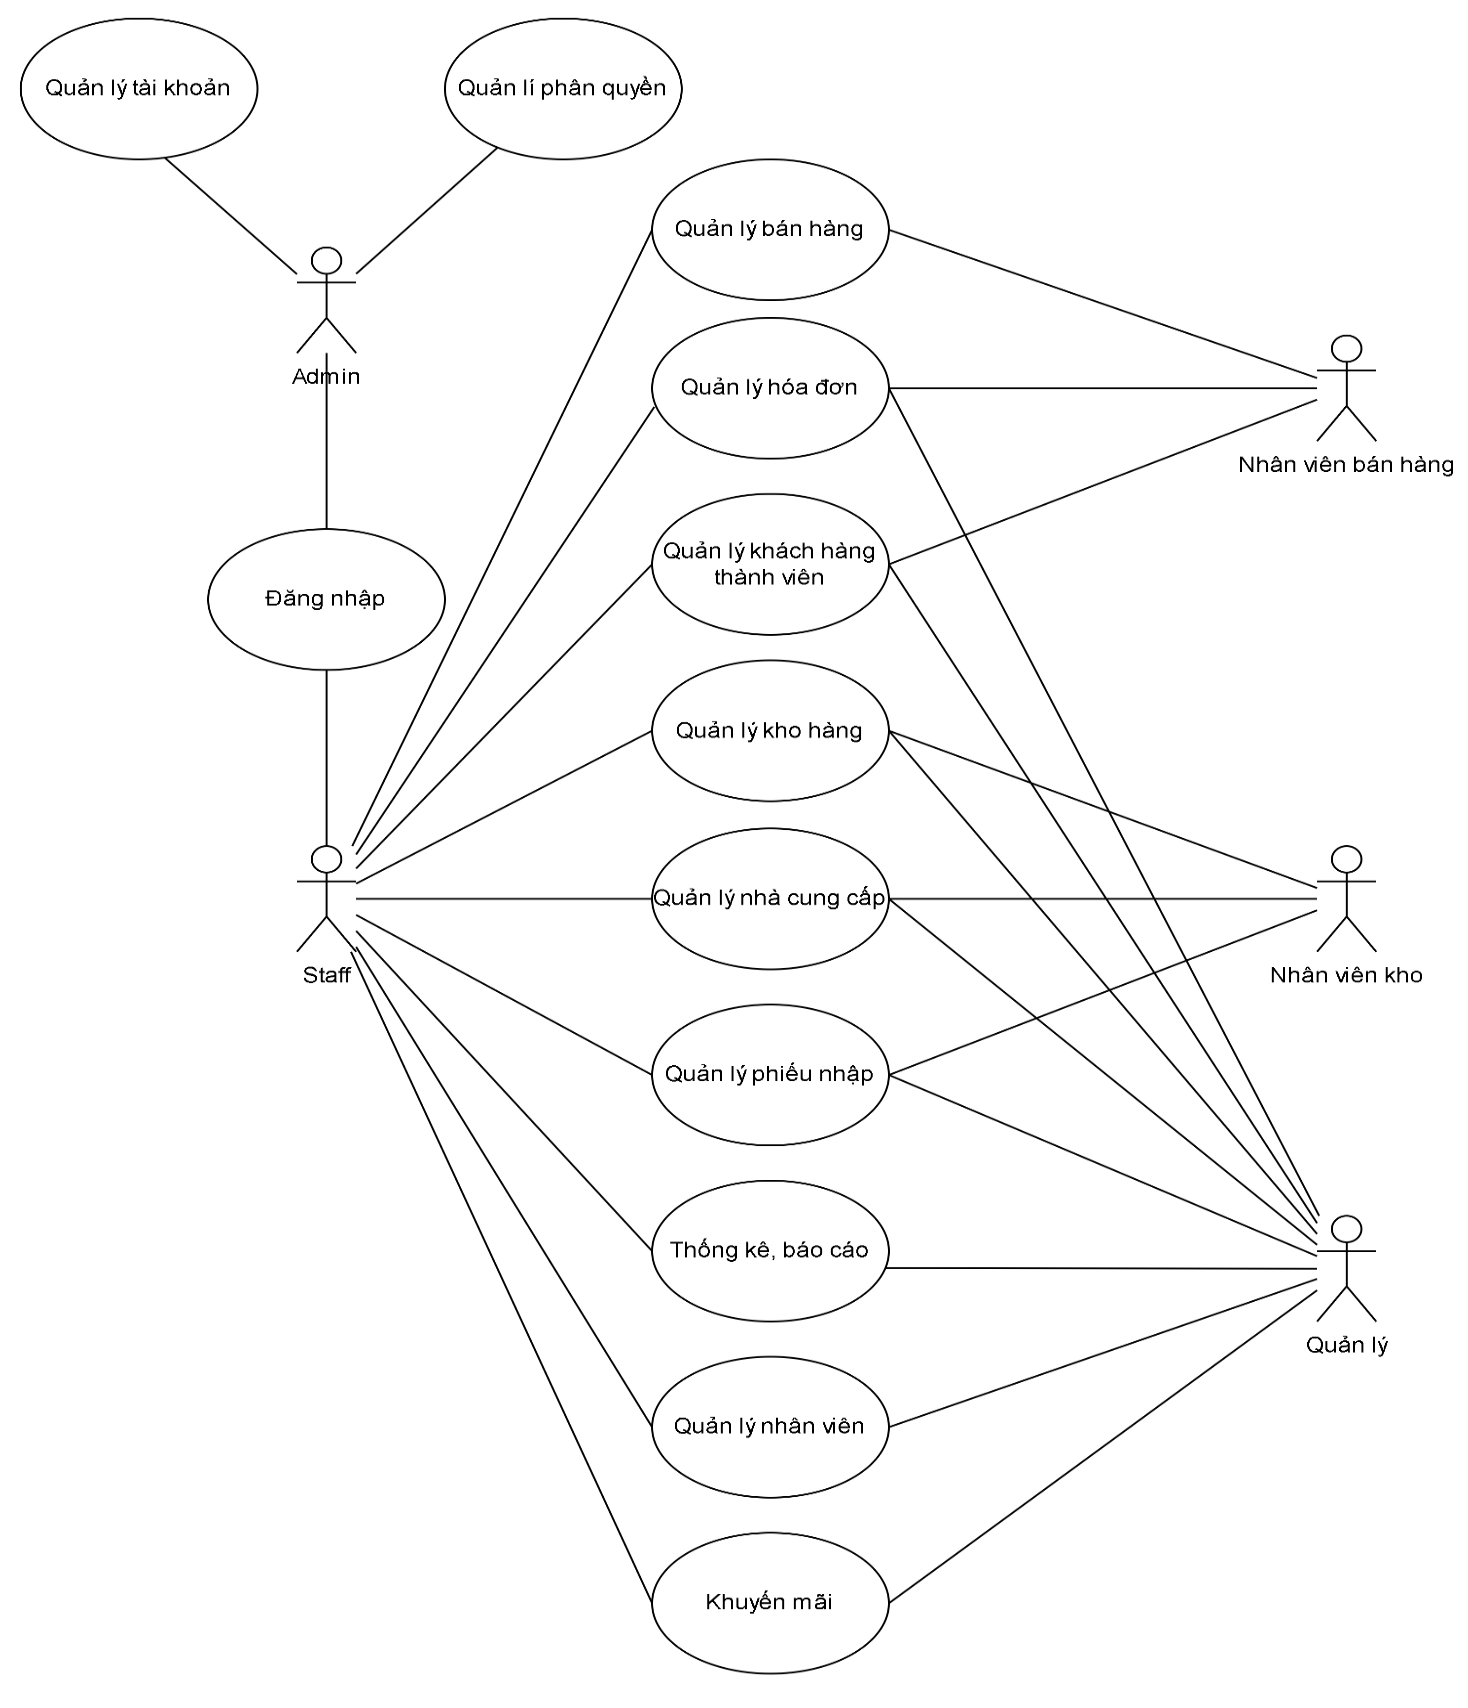 Quản lý tài khoản
Quản lí phân quyền
Quản lý bán hàng
Admin
Quản lý hóa đơn
Nhân viên bán hàng
Quản lý khách hàng
thành viên
Đăng nhập
Quản lý kho hàng
Quản lý nhà cung cấp
Staff
Nhân viên kho
Quản lý phiếu nhập
Thống kê, báo cáo
Quản lý
Quản lý nhân viên
Khuyến mãi